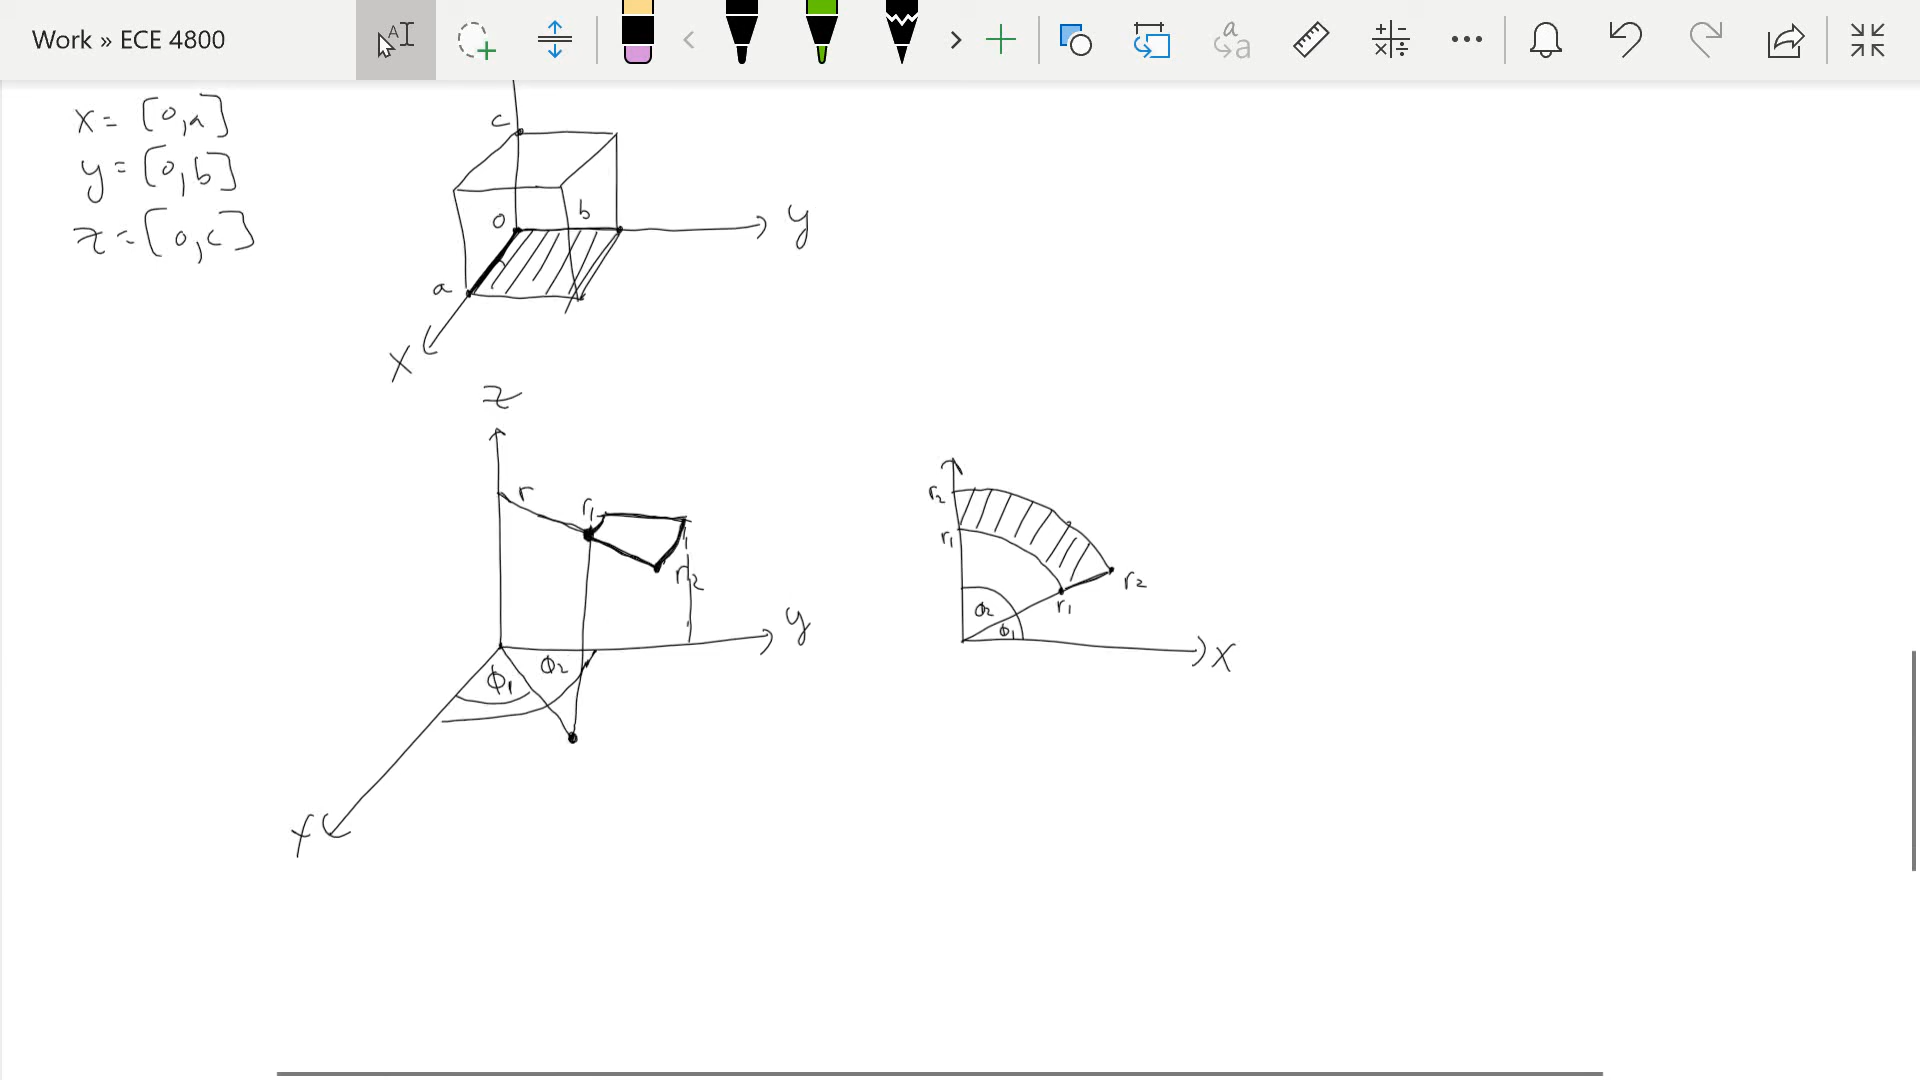 Work » ECE 4800
x = [0,a]
y = [0,b]
z = [0,c]
c
0
b
y
a
x
z
r
r1
r2
y
ϕ1
ϕ2
x
r2
r1
r2
r1
ϕ2
ϕ1
x